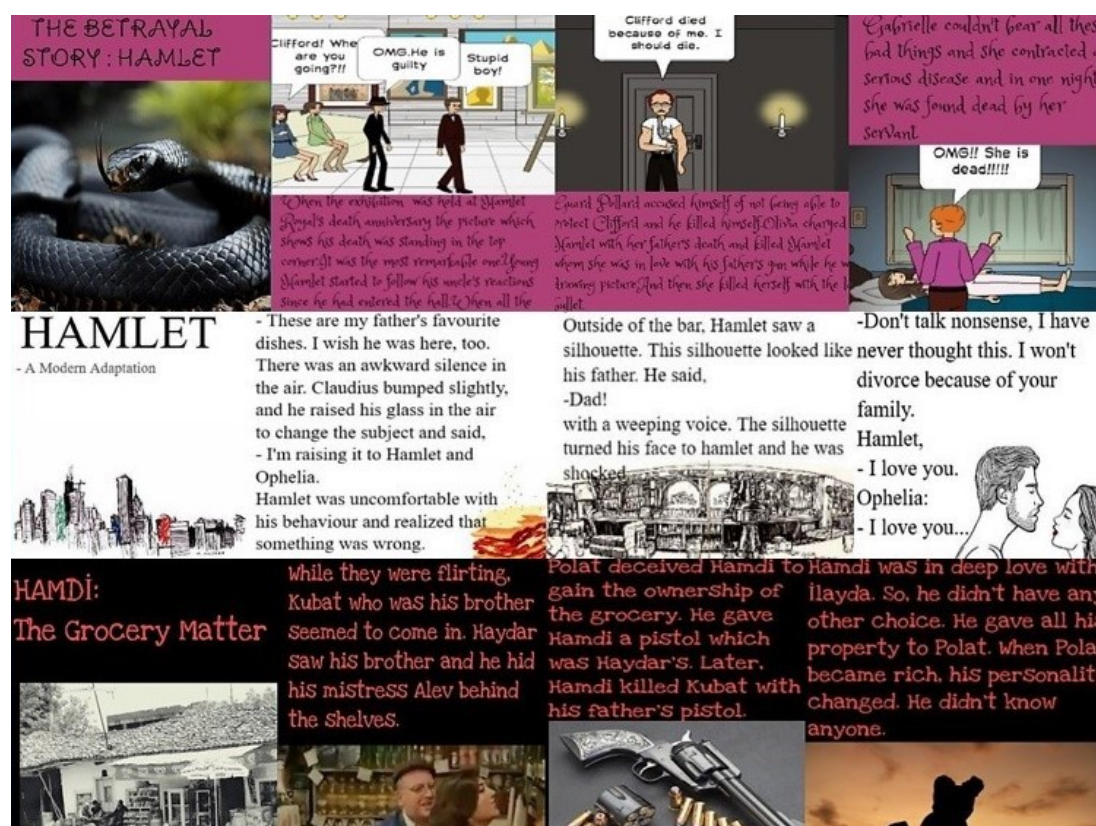 THE BETRAYAL
STORY : HAMLET
Clifford! Whe
are you
going?!!
OMG.He is
guilty
Stupid
boy!
When the exhibition was hold at Hamlet
Royal's death anniversary the picture which
shows his death was standing in the top
corner.It was the most remarkable one.Young
Hamlet started to follow his uncle's reactions
since he had entered the hall.When all the
Clifford died
because of me. I
should die.
Guard Pollard accused himself of not being able to
protect Clifford and he killed himself.Olivia charged
Hamlet with her father's death and killed Hamlet
whom she was in love with his father's gun while he w
drawing picture.And then she killed herself with the l
bullet.
Gabrielle couldn't bear all thes
bad things and she contracted a
serious disease and in one night
she was found dead by her
servant
OMG!! She is
dead!!!!!
HAMLET
- A Modern Adaptation
- These are my father's favourite
dishes. I wish he was here, too.
There was an awkward silence in
the air. Claudius bumped slightly,
and he raised his glass in the air
to change the subject and said,
- I'm raising it to Hamlet and
Ophelia.
Hamlet was uncomfortable with
his behaviour and realized that
something was wrong.
Outside of the bar, Hamlet saw a
silhouette. This silhouette looked like
his father. He said,
-Dad!
with a weeping voice. The silhouette
turned his face to hamlet and he was
shocked
-Don't talk nonsense, I have
never thought this. I won't
divorce because of your
family.
Hamlet,
- I love you.
Ophelia:
- I love you...
HAMDİ:
The Grocery Matter
While they were flirting,
Kubat who was his brother
seemed to come in. Haydar
saw his brother and he hid
his mistress Alev behind
the shelves.
Polat deceived Hamdi to
gain the ownership of
the grocery. He gave
Hamdi a pistol which
was Haydar's. Later,
Hamdi killed Kubat with
his father's pistol.
Hamdi was in deep love with
İlayda. So, he didn't have any
other choice. He gave all his
property to Polat. When Pola
became rich, his personalit
changed. He didn't know
anyone.